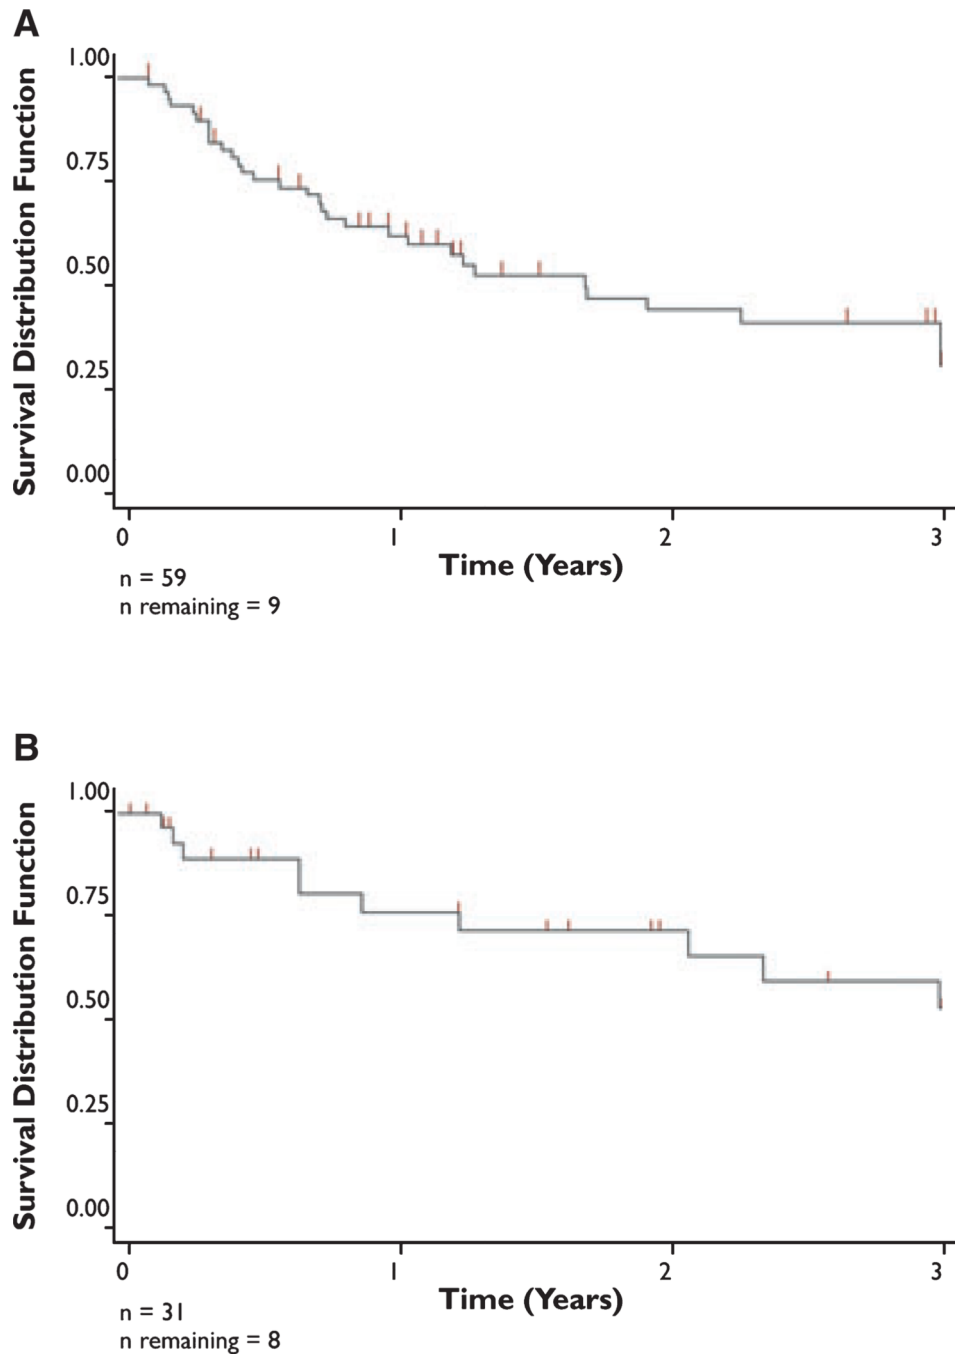 A
Survival Distribution Function
1.00
0.75
0.50
0.25
0.00
0 1 2 3
Time (Years)
n = 59
n remaining = 9
B
Survival Distribution Function
1.00
0.75
0.50
0.25
0.00
0 1 2 3
Time (Years)
n = 31
n remaining = 8